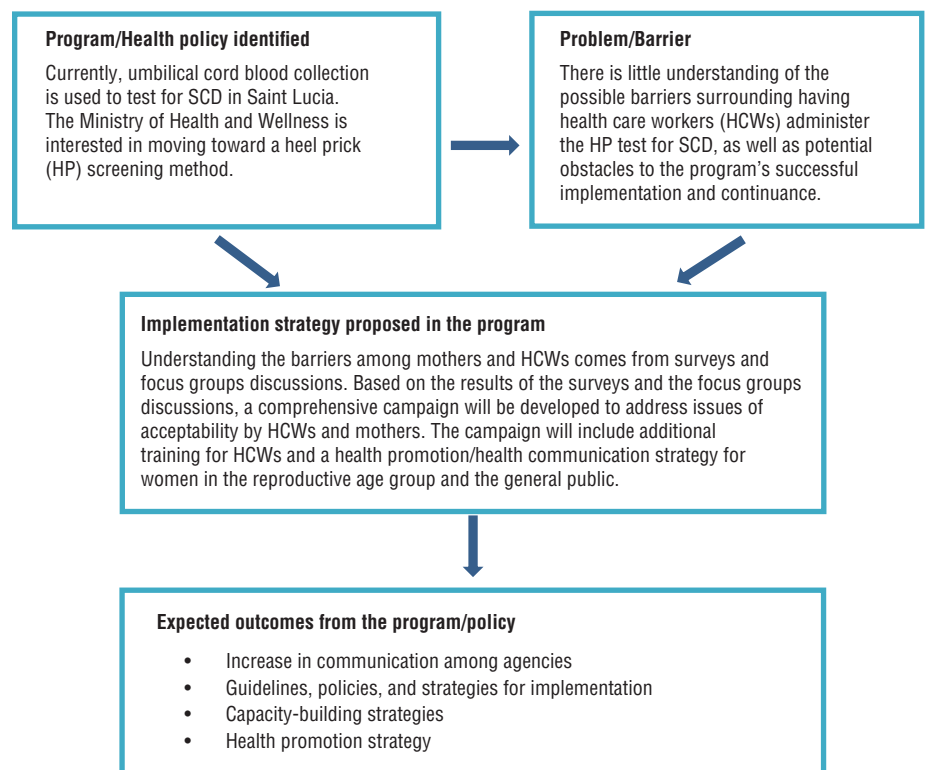 Program/Health policy identified
Currently, umbilical cord blood collection
is used to test for SCD in Saint Lucia.
The Ministry of Health and Wellness is
interested in moving toward a heel prick
(HP) screening method.
Problem/Barrier
There is little understanding of the
possible barriers surrounding having
health care workers (HCWs) administer
the HP test for SCD, as well as potential
obstacles to the program's successful
implementation and continuance.
Implementation strategy proposed in the program
Understanding the barriers among mothers and HCWs comes from surveys and
focus groups discussions. Based on the results of the surveys and the focus groups
discussions, a comprehensive campaign will be developed to address issues of
acceptability by HCWs and mothers. The campaign will include additional
training for HCWs and a health promotion/health communication strategy for
women in the reproductive age group and the general public.
Expected outcomes from the program/policy
• Increase in communication among agencies
• Guidelines, policies, and strategies for implementation
• Capacity-building strategies
• Health promotion strategy